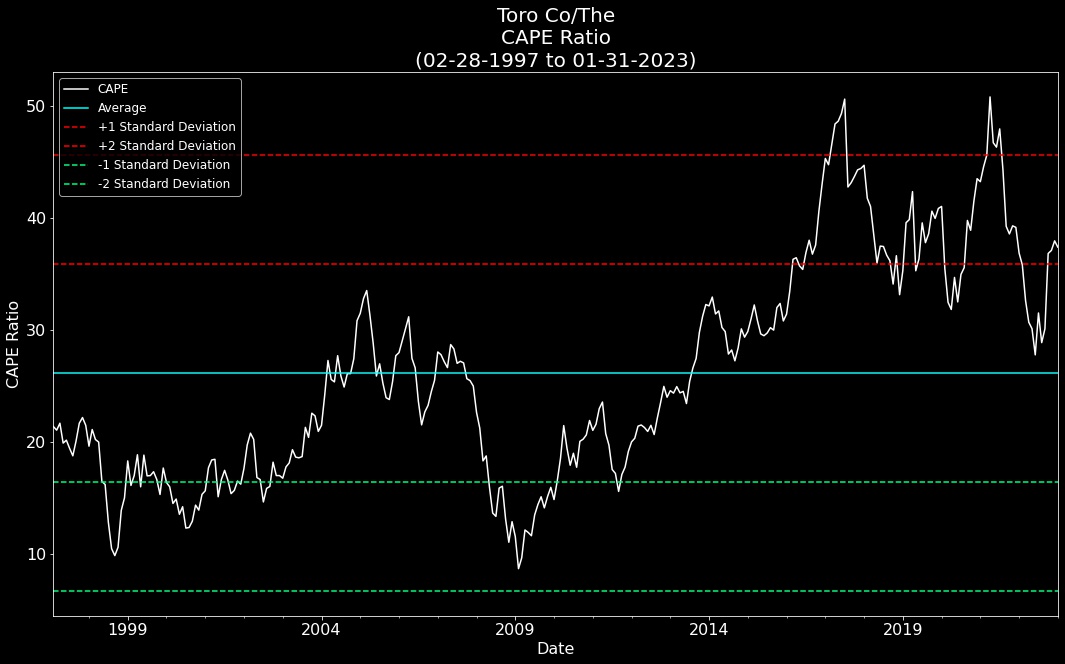 Toro Co/The
CAPE Ratio
(02-28-1997 to 01-31-2023)
CAPE
Average
+1 Standard Deviation
+2 Standard Deviation
-1 Standard Deviation
-2 Standard Deviation
50
40
30
20
10
CAPE Ratio
1999
2004
2009
2014
2019
Date